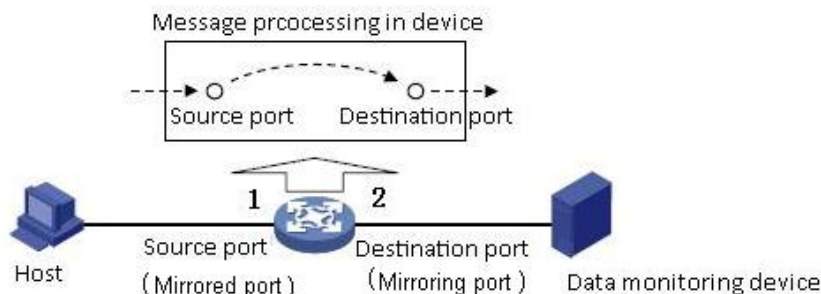 Message prcocessing in device
Source port
Destination port
1
2
Source port
(Mirrored port)
Destination port
(Mirroring port)
Host
Data monitoring device